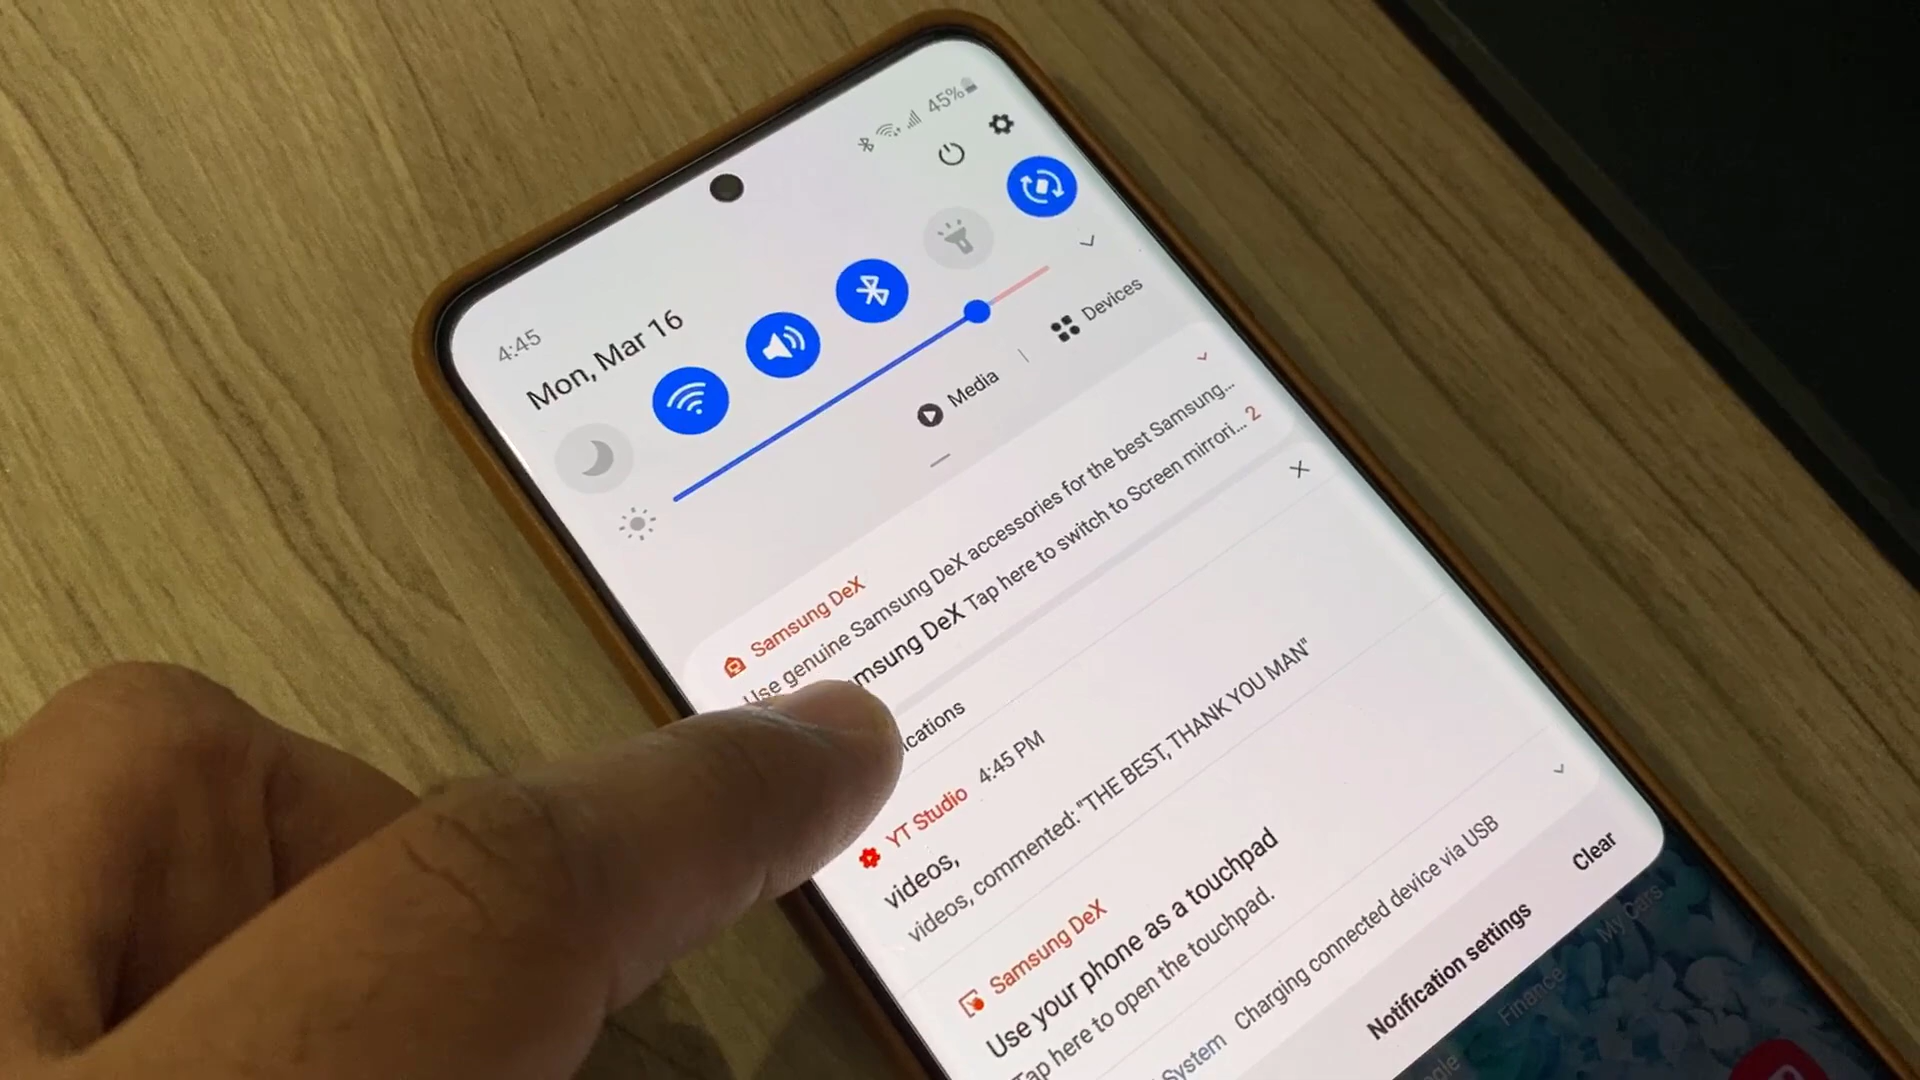 45%
4:45
Mon, Mar 16
Media | Devices
Samsung DeX
Use genuine Samsung DeX accessories for the best Samsung...
Samsung DeX Tap here to switch to Screen mirrori... 2
YT Studio 4:45 PM
videos,
videos, commented: "THE BEST, THANK YOU MAN"
Samsung DeX
Use your phone as a touchpad
Tap here to open the touchpad.
System Charging connected device via USB
Notification settings Clear
Finance
My Cars